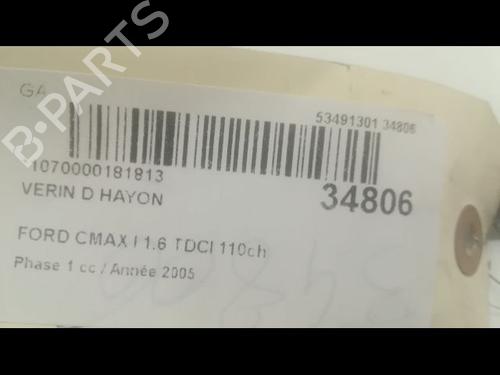 GA
53491301 34806
1070000181813
34806
VERIN D HAYON
FORD CMAX I 1.6 TDCI 110ch
Phase 1 cc / Année 2005
B-PARTS